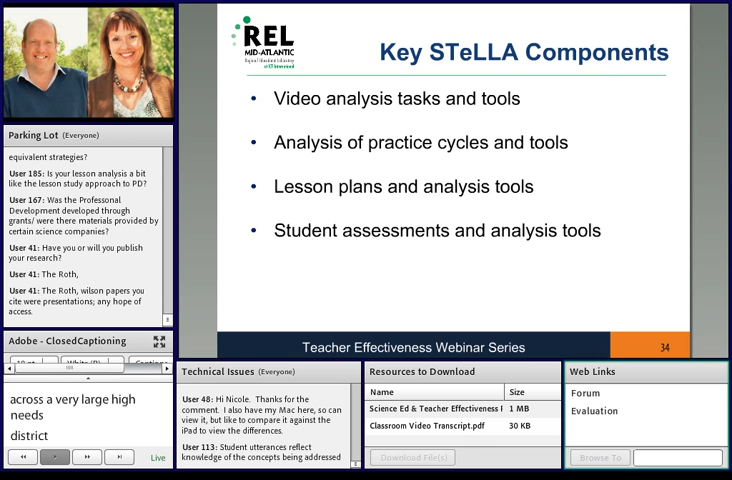 REL
MID-ATLANTIC
Regional Educational Laboratory
Key STeLLA Components
• Video analysis tasks and tools
• Analysis of practice cycles and tools
• Lesson plans and analysis tools
• Student assessments and analysis tools
Teacher Effectiveness Webinar Series
34
Parking Lot (Everyone)
equivalent strategies?
User 185: Is your lesson analysis a bit
like the lesson study approach to PD?
User 167: Was the Professonal
Development developed through
grants/ were there materials provided by
certain science companies?
User 41: Have you or will you publish
your research?
User 41: The Roth,
User 41: The Roth, wilson papers you
cite were presentations; any hope of
access.
Adobe - ClosedCaptioning
across a very large high
needs
district
Live
Technical Issues (Everyone)
User 48: Hi Nicole. Thanks for the
comment. I also have my Mac here, so can
view it, but like to compare it against the
iPad to view the differences.
User 113: Student utterances reflect
knowledge of the concepts being addressed
Resources to Download
Name Size
Science Ed & Teacher Effectiveness 1 MB
Classroom Video Transcript.pdf 30 KB
Download File(s)
Web Links
Forum
Evaluation
Browse To